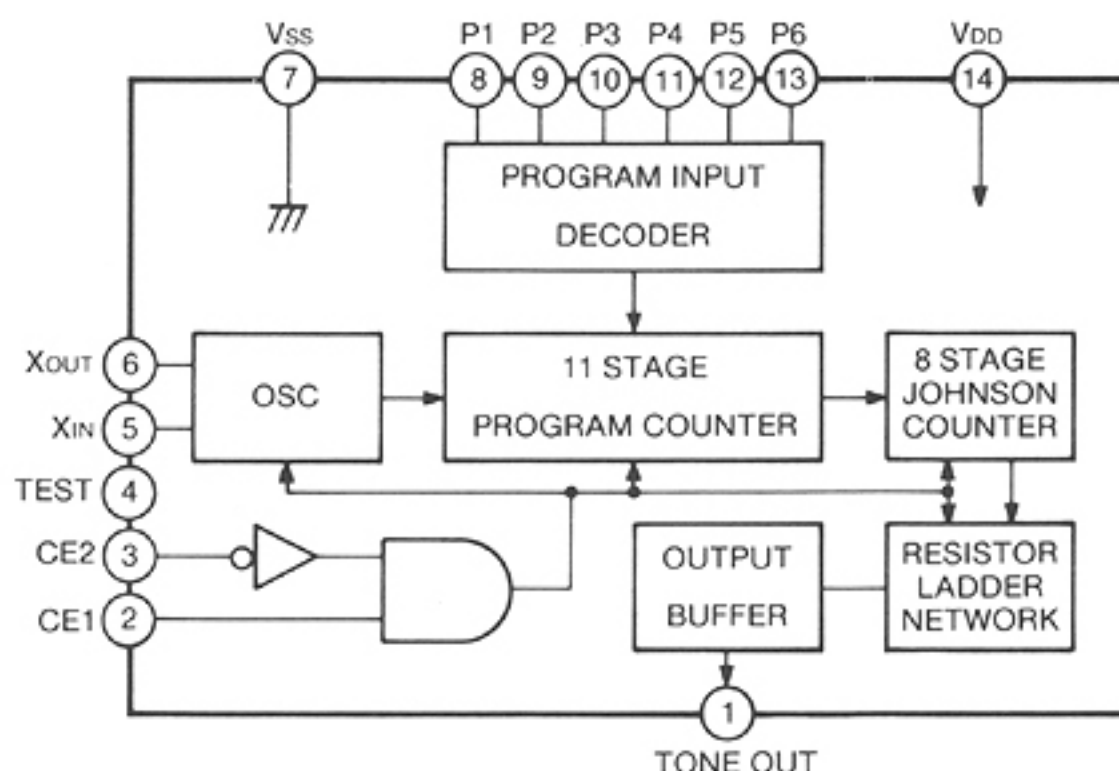 VSS P1 P2 P3 P4 P5 P6 VDD
7 8 9 10 11 12 13 14
PROGRAM INPUT
DECODER
XOUT 6
XIN 5
TEST 4
CE2 3
CE1 2
OSC
11 STAGE
PROGRAM COUNTER
8 STAGE
JOHNSON
COUNTER
OUTPUT
BUFFER
RESISTOR
LADDER
NETWORK
1
TONE OUT